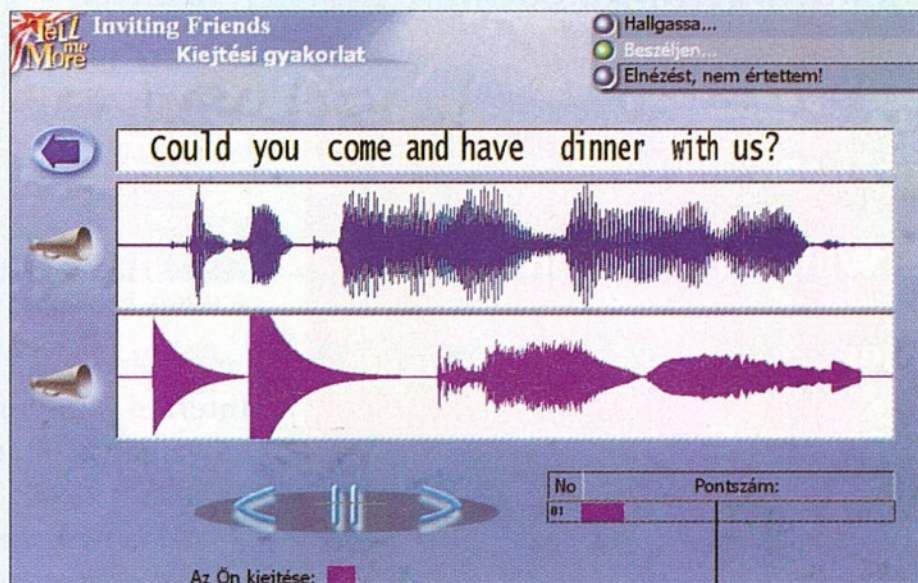 TeLL me More
Inviting Friends
Kiejtési gyakorlat
Hallgassa...
Beszéljen...
Elnézést, nem értettem!
Could you come and have dinner with us?
No Pontszám:
01
Az Ön kiejtése: